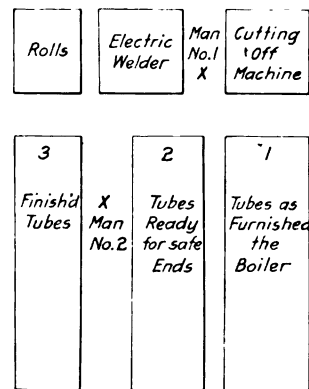 Rolls
Electric
Welder
Man
No.1
X
Cutting
Off
Machine
3
Finish'd
Tubes
X
Man
No.2
2
Tubes
Ready
for safe
Ends
1
Tubes as
Furnished
the
Boiler